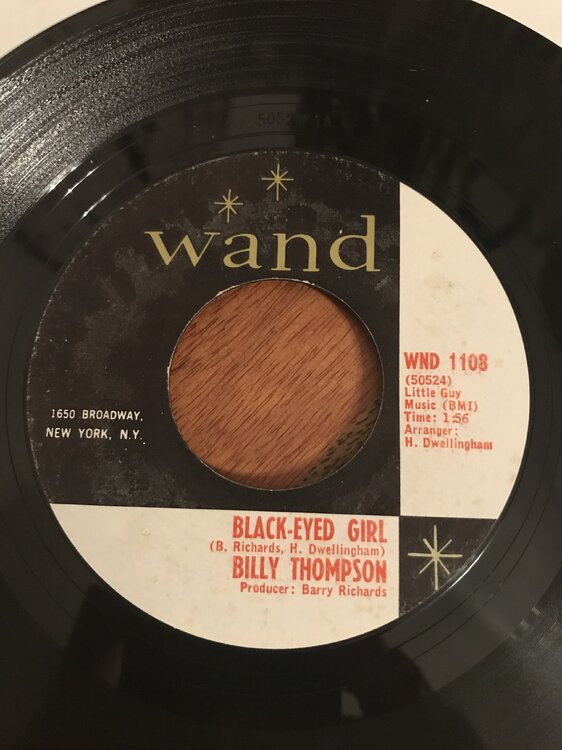 wand
WND 1108
(50524)
Little Guy
Music (BMI)
Time: 1:56
Arranger:
H. Dwellingham
1650 BROADWAY.
NEW YORK, N.Y.
BLACK-EYED GIRL
(B. Richards, H. Dwellingham)
BILLY THOMPSON
Producer: Barry Richards